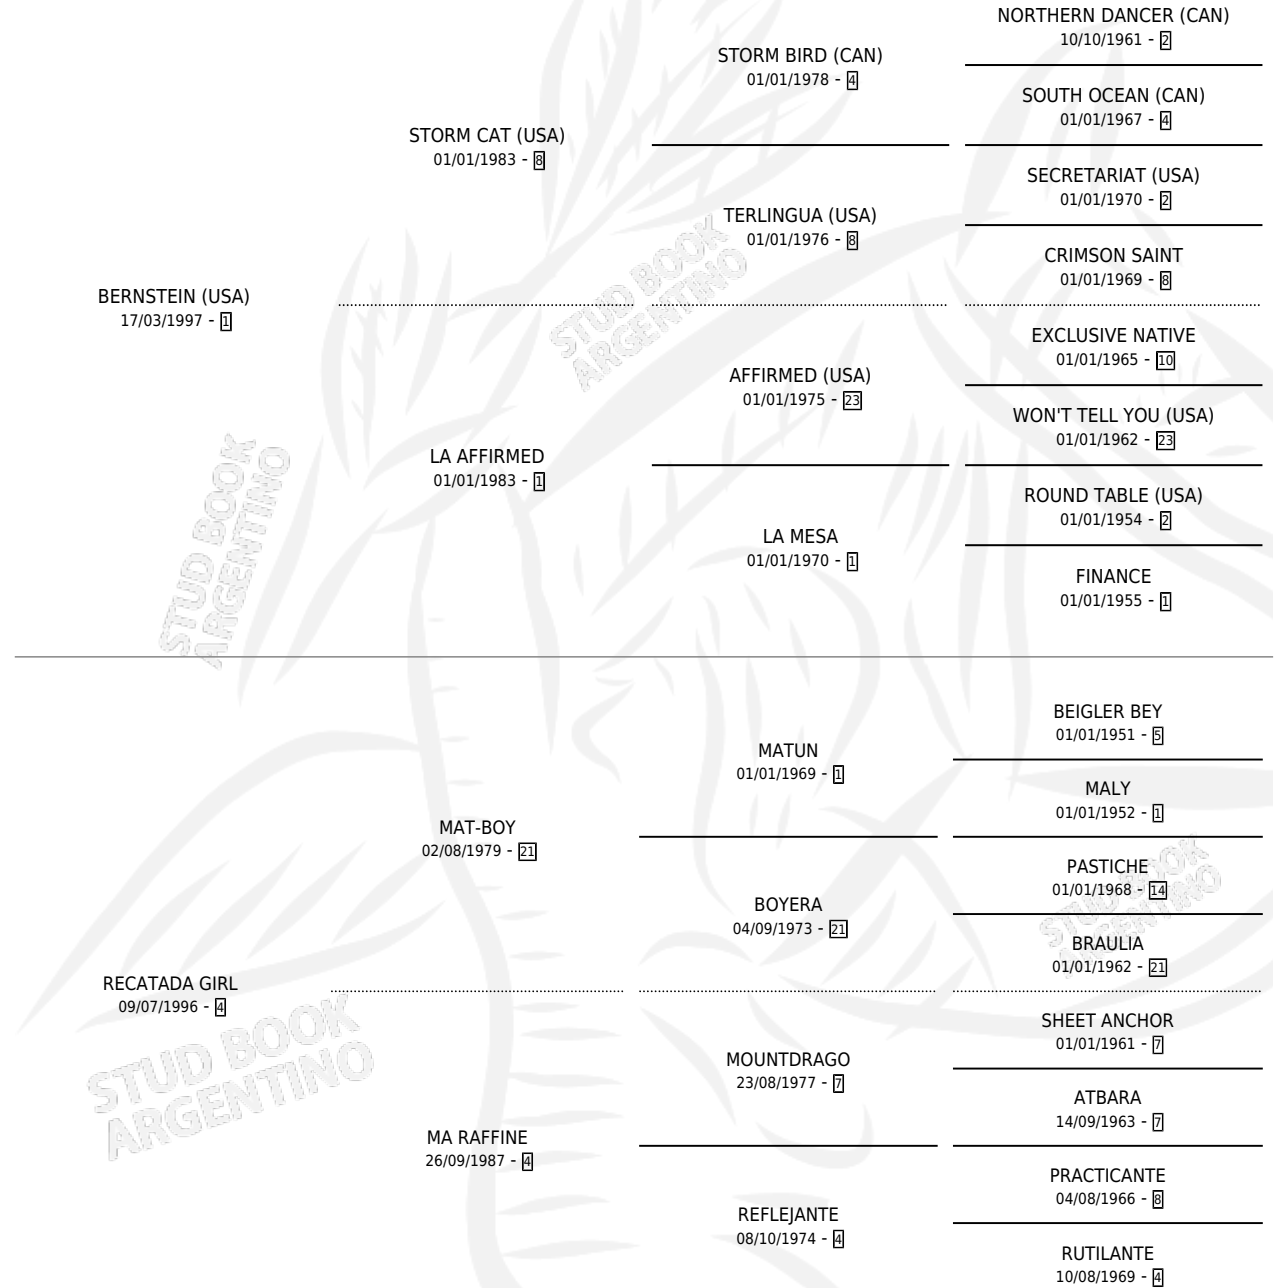 NORTHERN DANCER (CAN)
10/10/1961 - 2
STORM BIRD (CAN)
01/01/1978 - 4
SOUTH OCEAN (CAN)
01/01/1967 - 4
STORM CAT (USA)
01/01/1983 - 8
SECRETARIAT (USA)
01/01/1970 - 2
TERLINGUA (USA)
01/01/1976 - 8
CRIMSON SAINT
01/01/1969 - 8
BERNSTEIN (USA)
17/03/1997 - 1
EXCLUSIVE NATIVE
01/01/1965 - 10
AFFIRMED (USA)
01/01/1975 - 23
WON'T TELL YOU (USA)
01/01/1962 - 23
LA AFFIRMED
01/01/1983 - 1
ROUND TABLE (USA)
01/01/1954 - 2
LA MESA
01/01/1970 - 1
FINANCE
01/01/1955 - 1
BEIGLER BEY
01/01/1951 - 5
MATUN
01/01/1969 - 1
MALY
01/01/1952 - 1
MAT-BOY
02/08/1979 - 21
PASTICHE
01/01/1968 - 14
BOYERA
04/09/1973 - 21
BRAULIA
01/01/1962 - 21
RECATADA GIRL
09/07/1996 - 4
SHEET ANCHOR
01/01/1961 - 7
MOUNTDRAGO
23/08/1977 - 7
ATBARA
14/09/1963 - 7
MA RAFFINE
26/09/1987 - 4
PRACTICANTE
04/08/1966 - 8
REFLEJANTE
08/10/1974 - 4
RUTILANTE
10/08/1969 - 4
STUD BOOK
ARGENTINO
STUD BOOK
ARGENTINO
STUD BOOK
ARGENTINO
STUD BOOK
ARGENTINO